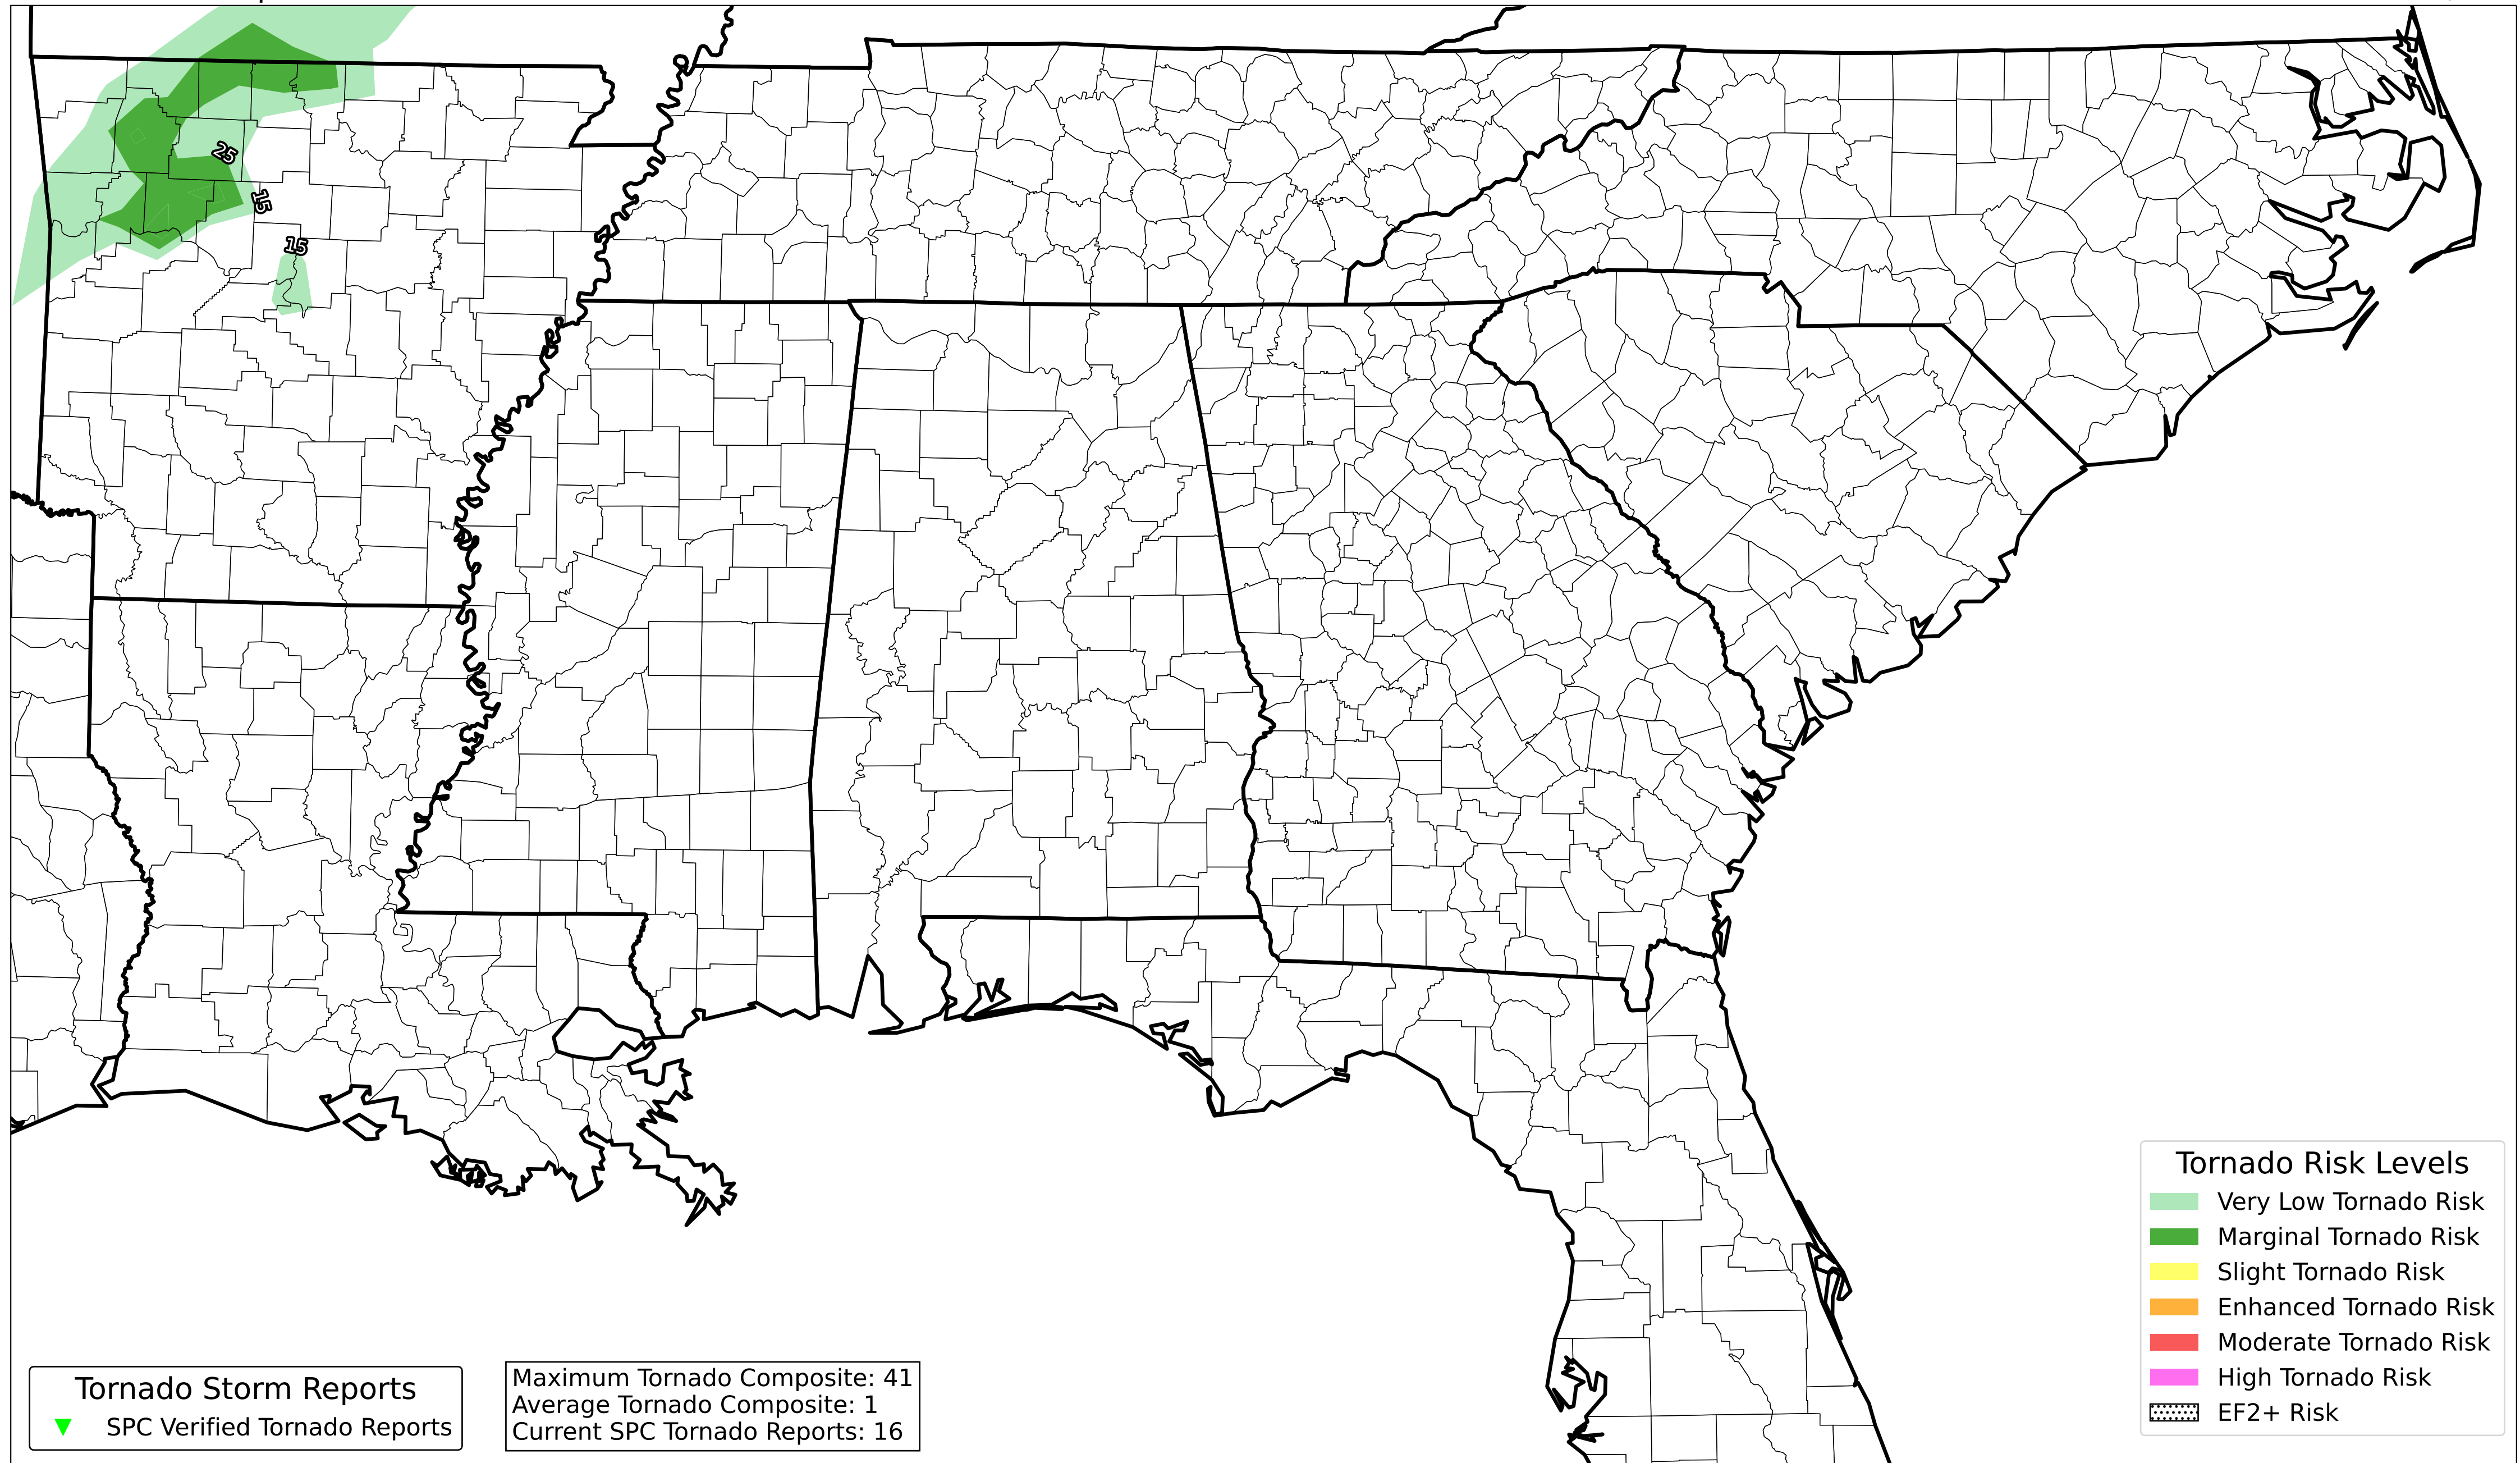 25
15
15
Tornado Risk Levels
Very Low Tornado Risk
Marginal Tornado Risk
Slight Tornado Risk
Enhanced Tornado Risk
Moderate Tornado Risk
High Tornado Risk
EF2+ Risk
Tornado Storm Reports
SPC Verified Tornado Reports
Maximum Tornado Composite: 41
Average Tornado Composite: 1
Current SPC Tornado Reports: 16